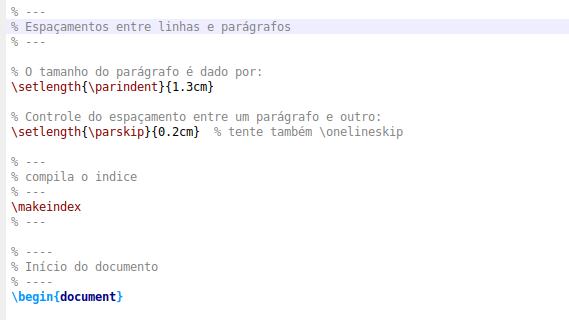 % ---
% Espaçamentos entre linhas e parágrafos
% ---
% O tamanho do parágrafo é dado por:
\setlength{\parindent}{1.3cm}
% Controle do espaçamento entre um parágrafo e outro:
\setlength{\parskip}{0.2cm}  % tente também \onelineskip
% ---
% compila o indice
% ---
\makeindex
% ---
% ----
% Início do documento
% ----
\begin{document}